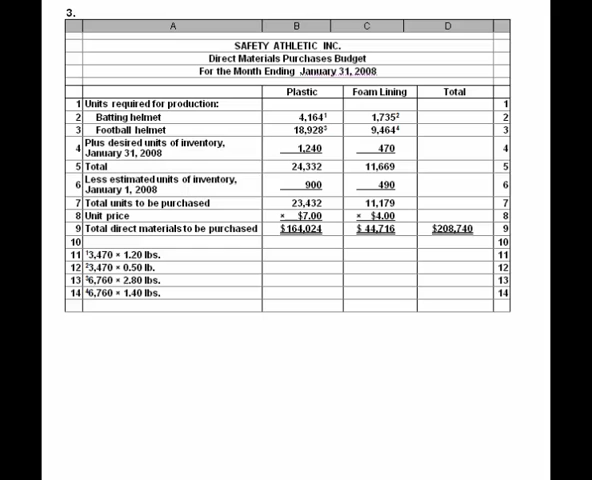 3.
A B C D
SAFETY ATHLETIC INC.
Direct Materials Purchases Budget
For the Month Ending January 31, 2008
Plastic Foam Lining Total
1 Units required for production: 1
2 Batting helmet 4,164¹ 1,735² 2
3 Football helmet 18,928³ 9,464⁴ 3
4 Plus desired units of inventory, January 31, 2008 1,240 470 4
5 Total 24,332 11,669 5
6 Less estimated units of inventory, January 1, 2008 900 490 6
7 Total units to be purchased 23,432 11,179 7
8 Unit price × $7.00 × $4.00 8
9 Total direct materials to be purchased $164,024 $ 44,716 $208,740 9
10 10
11 ¹3,470 × 1.20 lbs. 11
12 ²3,470 × 0.50 lb. 12
13 ³6,760 × 2.80 lbs. 13
14 ⁴6,760 × 1.40 lbs. 14